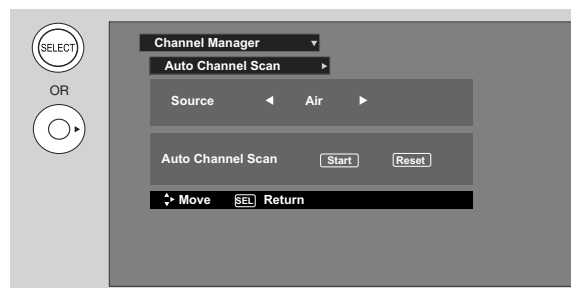 SELECT
OR
Channel Manager
Auto Channel Scan
Source Air
Auto Channel Scan Start Reset
Move SEL Return